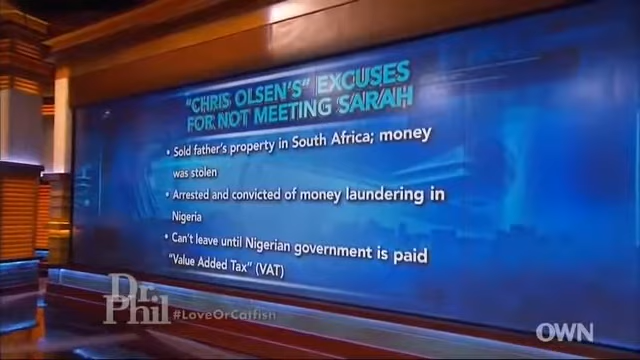 "CHRIS OLSEN'S" EXCUSES
FOR NOT MEETING SARAH
• Sold father's property in South Africa; money
was stolen
• Arrested and convicted of money laundering in
Nigeria
• Can't leave until Nigerian government is paid
"Value Added Tax" (VAT)
Dr.
Phil #LoveOrCatfish
OWN